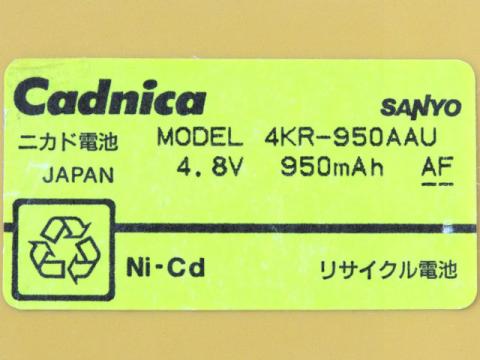 Cadnica SANYO
ニカド電池 MODEL 4KR-950AAU
JAPAN 4.8V 950mAh AF
Ni-Cd リサイクル電池